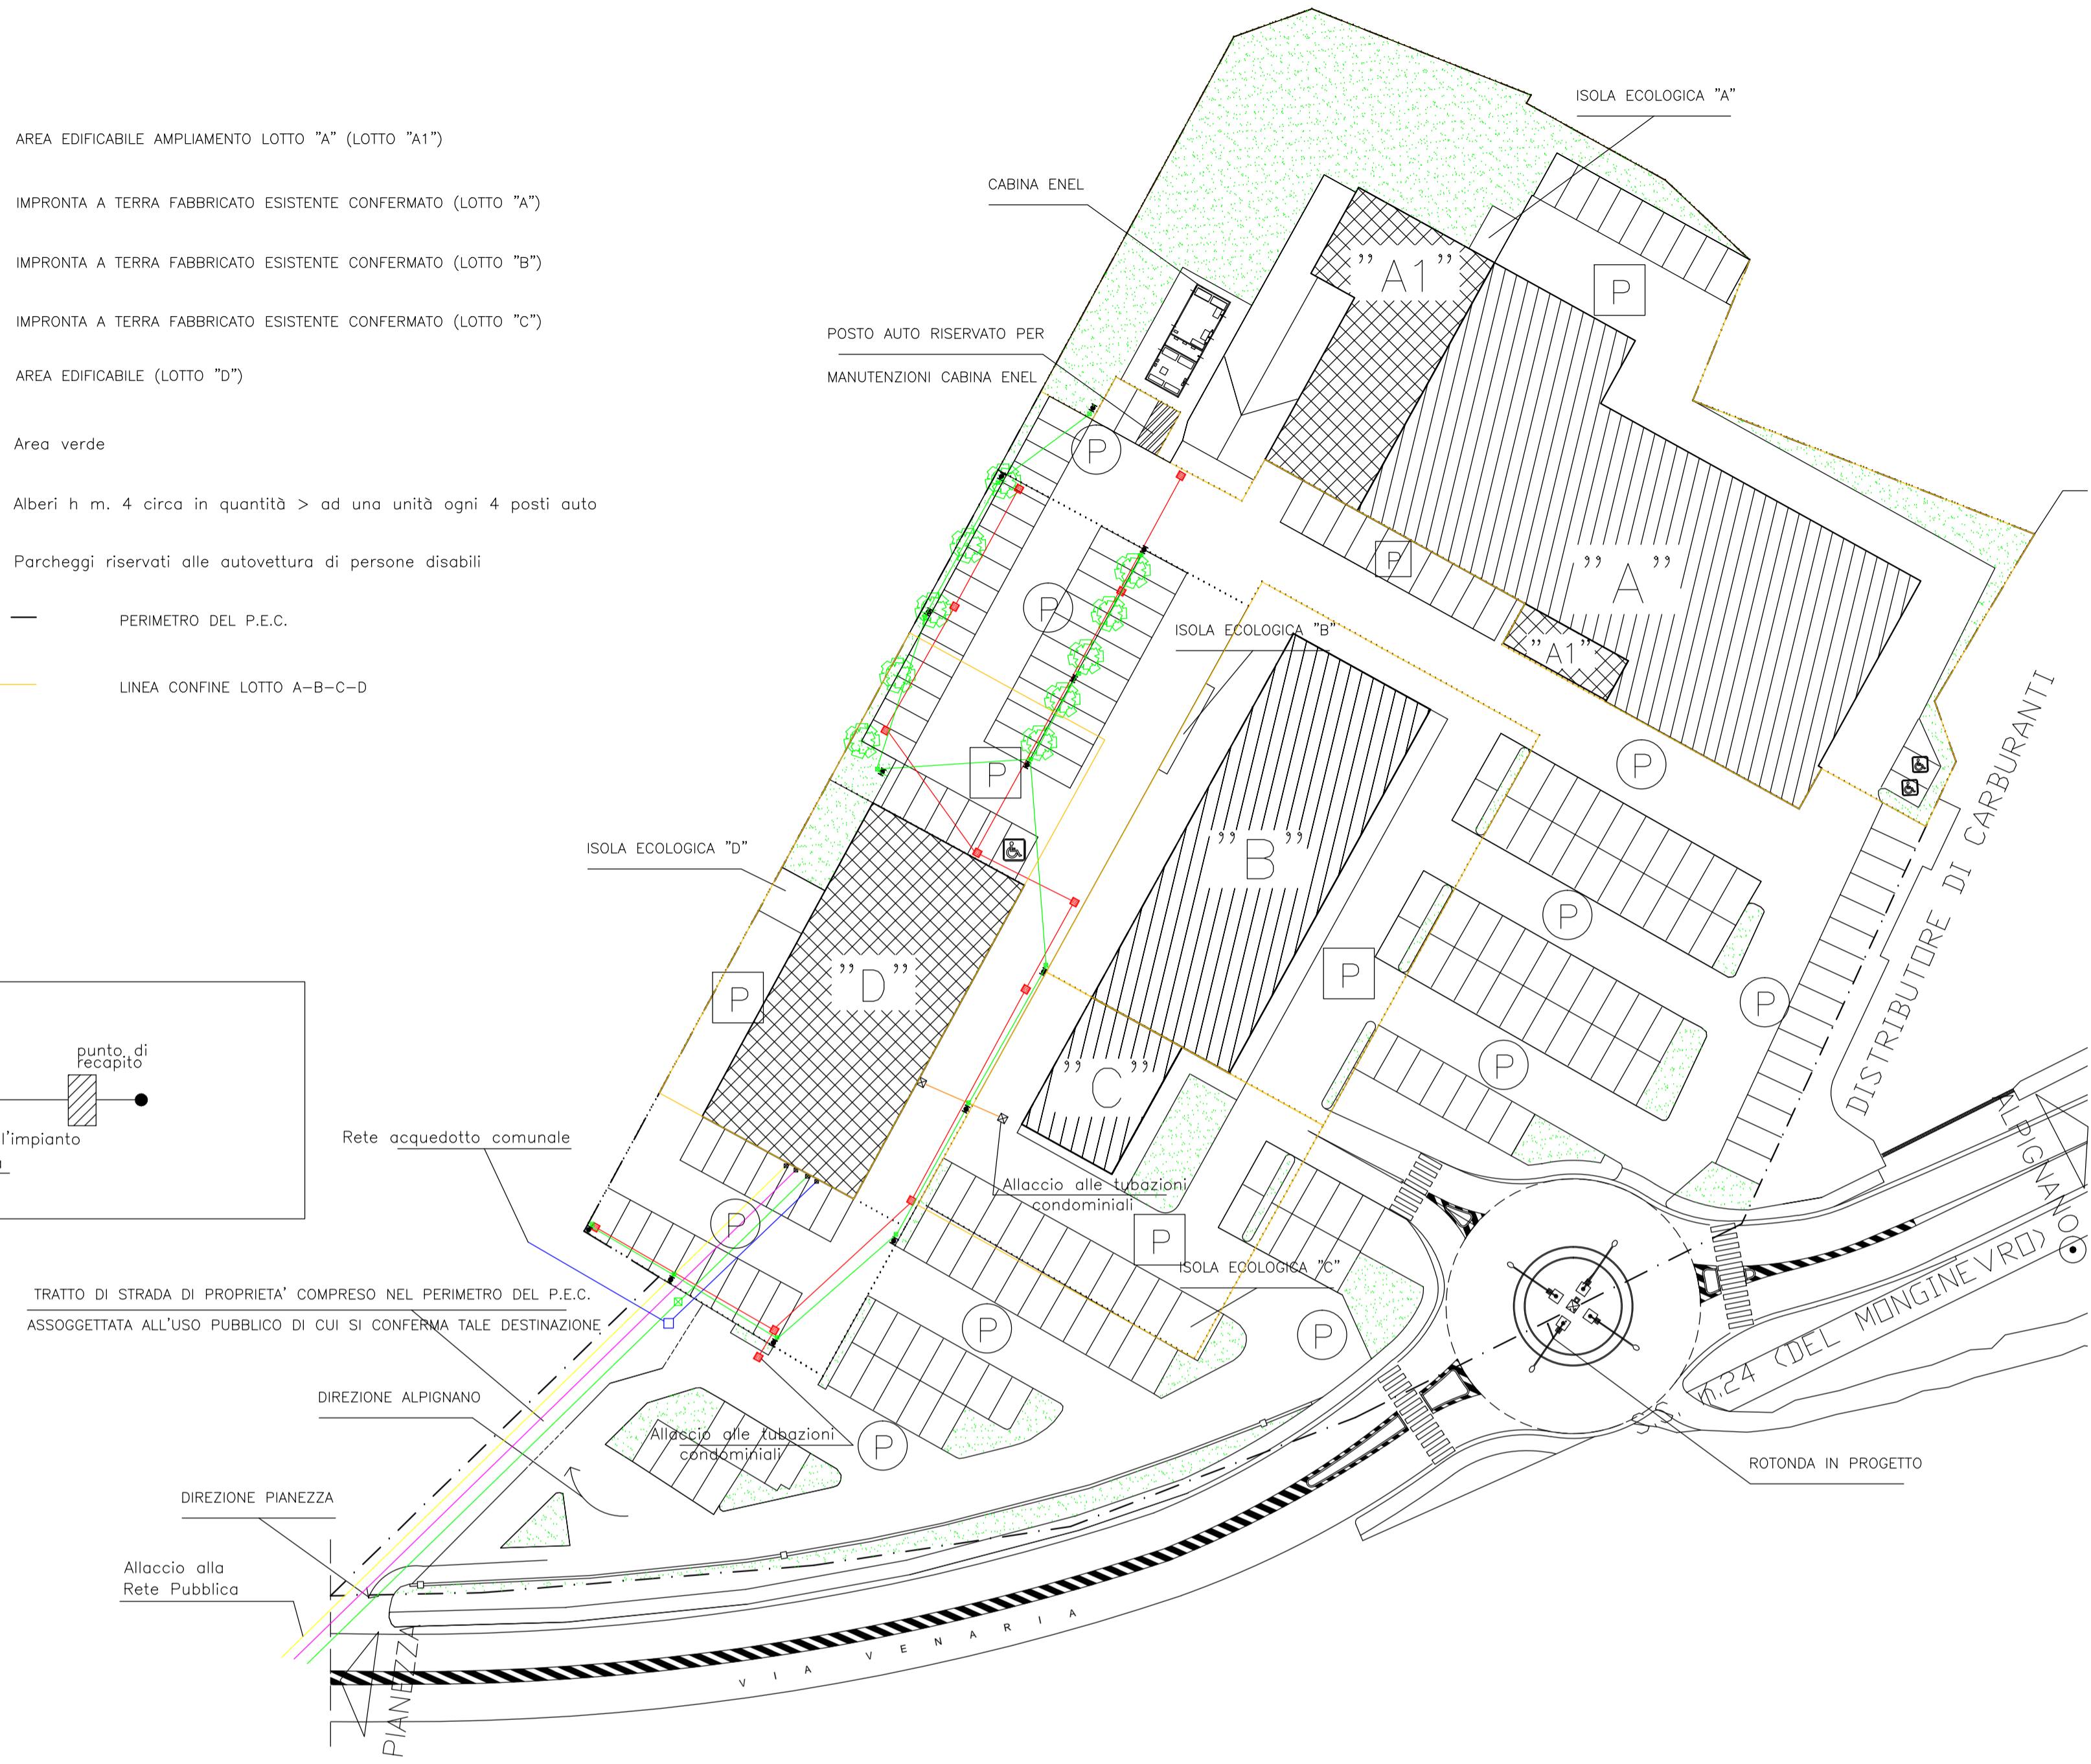 AREA EDIFICABILE AMPLIAMENTO LOTTO "A" (LOTTO "A1")
IMPRONTA A TERRA FABBRICATO ESISTENTE CONFERMATO (LOTTO "A")
IMPRONTA A TERRA FABBRICATO ESISTENTE CONFERMATO (LOTTO "B")
IMPRONTA A TERRA FABBRICATO ESISTENTE CONFERMATO (LOTTO "C")
AREA EDIFICABILE (LOTTO "D")
Area verde
Alberi h m. 4 circa in quantità > ad una unità ogni 4 posti auto
Parcheggi riservati alle autovettura di persone disabili
PERIMETRO DEL P.E.C.
LINEA CONFINE LOTTO A-B-C-D
punto di
recapito
l'impianto
ISOLA ECOLOGICA "A"
CABINA ENEL
POSTO AUTO RISERVATO PER
MANUTENZIONI CABINA ENEL
"A1"
P
P
P
P
"A"
"A1"
ISOLA ECOLOGICA "B"
P
P
P
"B"
ISOLA ECOLOGICA "D"
P
P
"D"
P
P
P
"C"
DISTRIBUTORE DI CARBURANTI
Rete acquedotto comunale
Allaccio alle tubazioni
condominiali
P
P
ISOLA ECOLOGICA "C"
P
P
P
TRATTO DI STRADA DI PROPRIETA' COMPRESO NEL PERIMETRO DEL P.E.C.
ASSOGGETTATA ALL'USO PUBBLICO DI CUI SI CONFERMA TALE DESTINAZIONE
DIREZIONE ALPIGNANO
Allaccio alle tubazioni
condominiali
DIREZIONE PIANEZZA
Allaccio alla
Rete Pubblica
PIANEZZA
VIA VENARIA
ALPIGNANO
S.S. n.24 (DEL MONGINEVRO)
ROTONDA IN PROGETTO